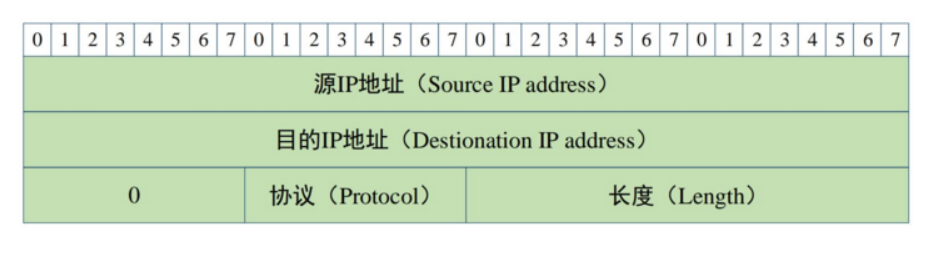 0 1 2 3 4 5 6 7 0 1 2 3 4 5 6 7 0 1 2 3 4 5 6 7 0 1 2 3 4 5 6 7
源IP地址（Source IP address）
目的IP地址（Destionation IP address）
0 协议（Protocol） 长度（Length）